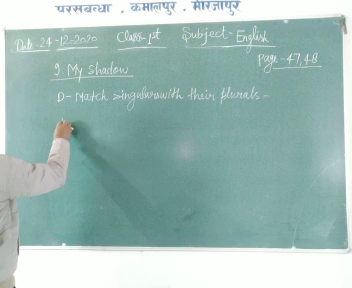 परसबन्धा . कमालपुर . मीरजापुर
Date-24-12-2020 Class-1st Subject-English
Page-47,48
9. My Shadow
D- Match singulars with their plurals-